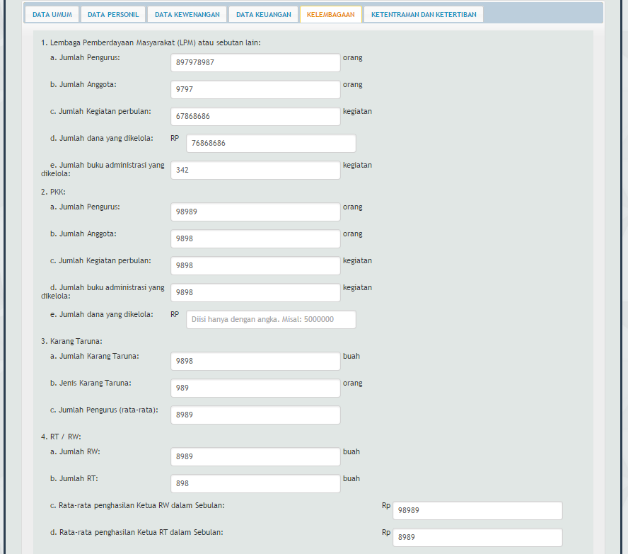 DATA UMUM DATA PERSONIL DATA KEWENANGAN DATA KEUANGAN KELEMBAGAAN KETENTRAMAN DAN KETERTIBAN
1. Lembaga Pemberdayaan Masyarakat (LPM) atau sebutan lain:
a. Jumlah Pengurus: 897978987 orang
b. Jumlah Anggota: 9797 orang
c. Jumlah Kegiatan perbulan: 67868686 kegiatan
d. Jumlah dana yang dikelola: RP 76868686
e. Jumlah buku administrasi yang
dikelola: 342 kegiatan
2. PKK:
a. Jumlah Pengurus: 98989 orang
b. Jumlah Anggota: 9898 orang
c. Jumlah Kegiatan perbulan: 9898 kegiatan
d. Jumlah buku administrasi yang
dikelola: 9898 kegiatan
e. Jumlah dana yang dikelola: RP Diisi hanya dengan angka. Misal: 5000000
3. Karang Taruna:
a. Jumlah Karang Taruna: 9898 buah
b. Jenis Karang Taruna: 989 orang
c. Jumlah Pengurus (rata-rata): 8989
4. RT / RW:
a. Jumlah RW: 8989 buah
b. Jumlah RT: 898 buah
c. Rata-rata penghasilan Ketua RW dalam Sebulan: Rp 98989
d. Rata-rata penghasilan Ketua RT dalam Sebulan: Rp 8989